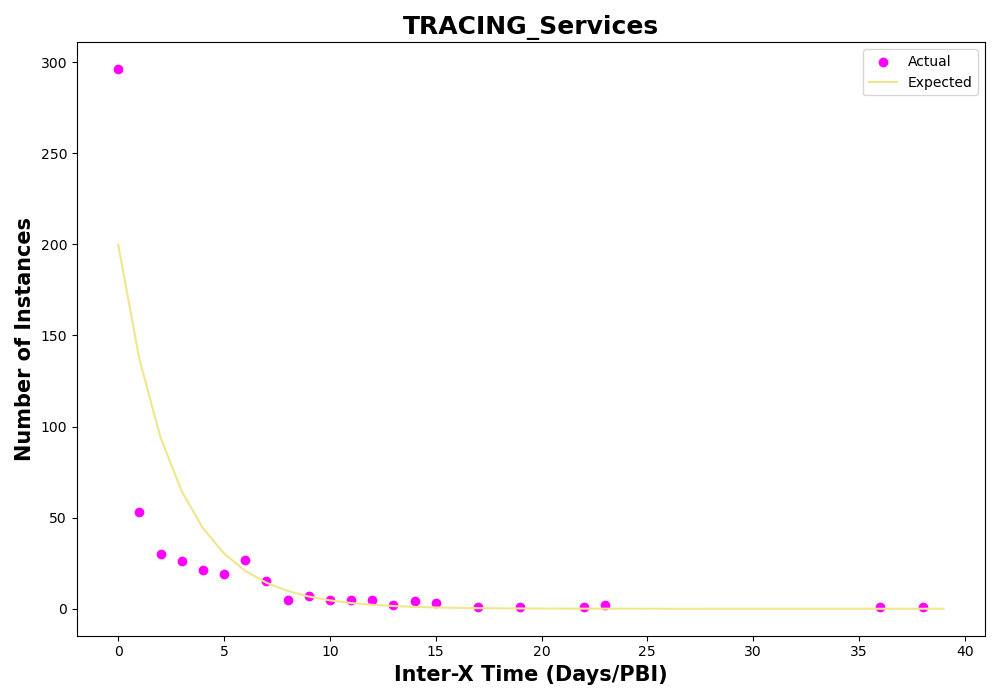 TRACING_Services
Actual
Expected
300
250
200
150
100
50
0
Number of Instances
0 5 10 15 20 25 30 35 40
Inter-X Time (Days/PBI)